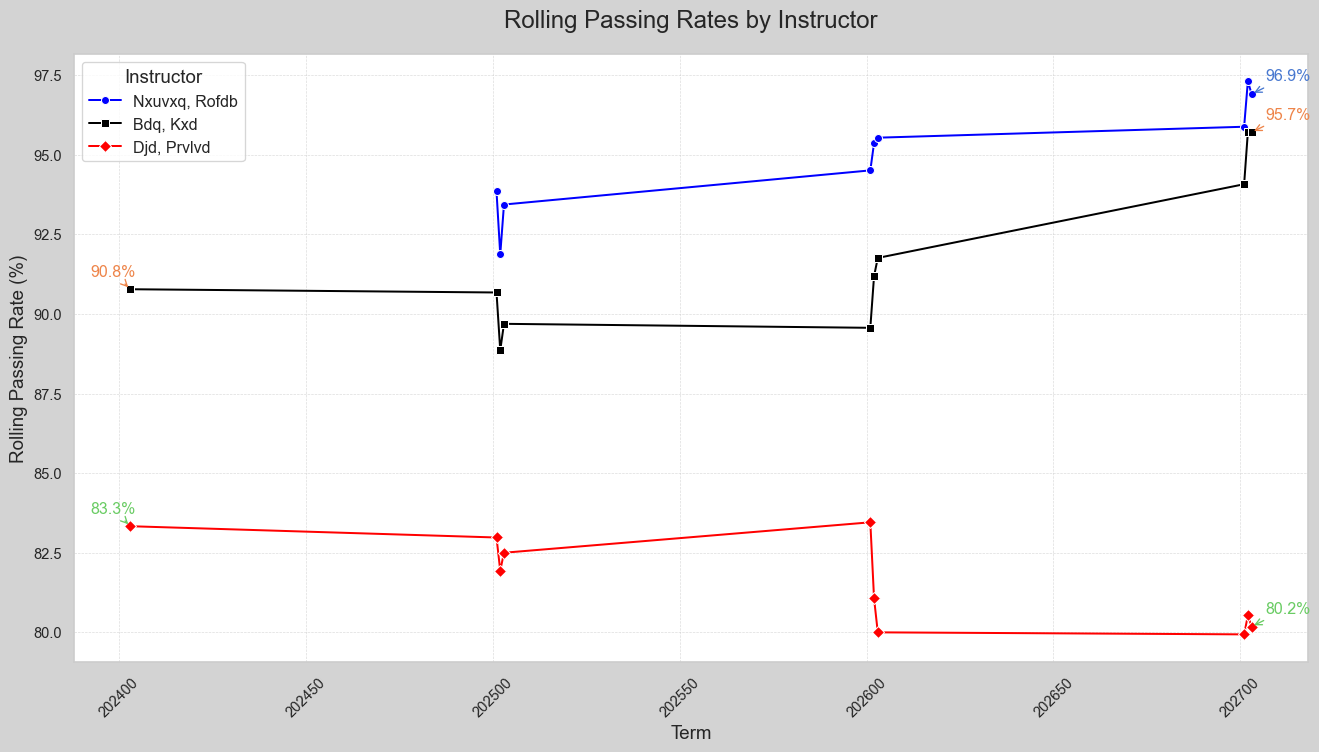 Rolling Passing Rates by Instructor
Instructor
Nxuvxq, Rofdb
Bdq, Kxd
Djd, Prvlvd
97.5
95.0
92.5
90.0
87.5
85.0
82.5
80.0
Rolling Passing Rate (%)
96.9%
95.7%
90.8%
83.3%
80.2%
202400
202450
202500
202550
202600
202650
202700
Term